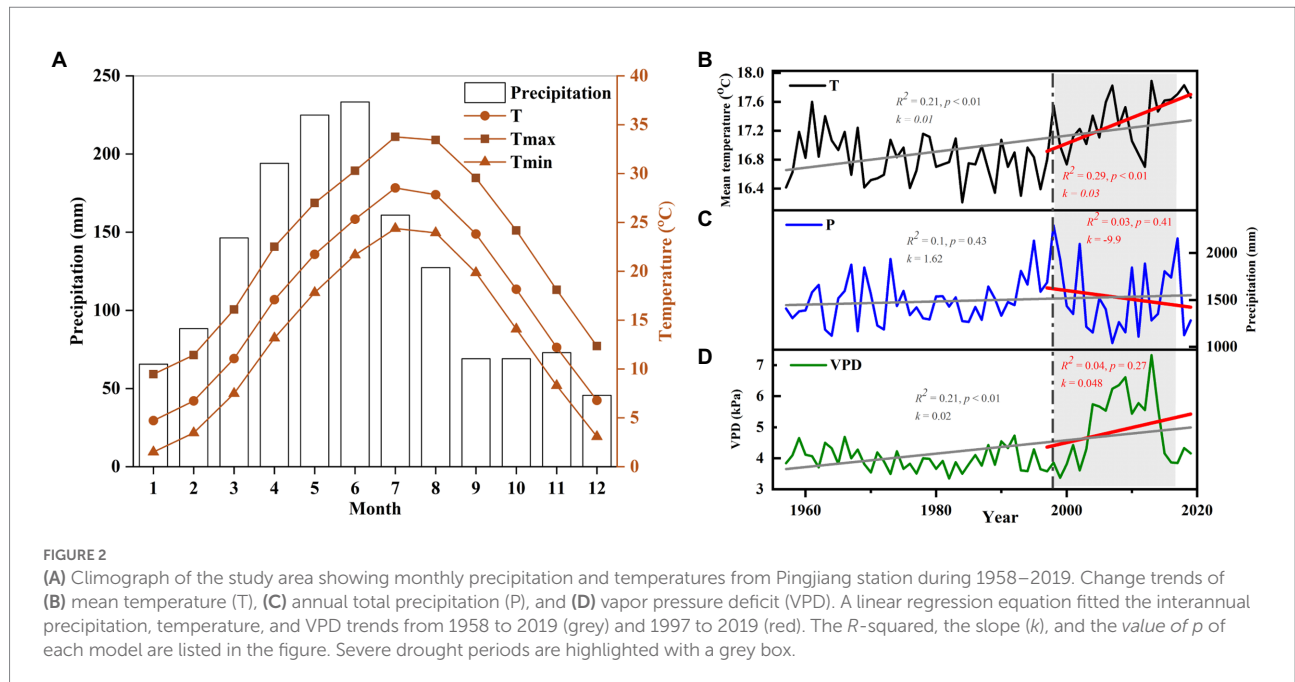 A
250
200
150
100
50
0
Precipitation (mm)
Precipitation
T
Tmax
Tmin
40
35
30
25
20
15
10
5
0
Temperature (°C)
1 2 3 4 5 6 7 8 9 10 11 12
Month
B
18.0
17.6
17.2
16.8
16.4
Mean temperature (°C)
T
R² = 0.21, p < 0.01
k = 0.01
R² = 0.29, p < 0.01
k = 0.03
C
P
R² = 0.1, p = 0.43
k = 1.62
R² = 0.03, p = 0.41
k = -9.9
2000
1500
1000
Precipitation (mm)
D
7
6
5
4
3
VPD (kPa)
VPD
R² = 0.21, p < 0.01
k = 0.02
R² = 0.04, p = 0.27
k = 0.048
1960 1980 2000 2020
Year
FIGURE 2
(A) Climograph of the study area showing monthly precipitation and temperatures from Pingjiang station during 1958–2019. Change trends of
(B) mean temperature (T), (C) annual total precipitation (P), and (D) vapor pressure deficit (VPD). A linear regression equation fitted the interannual
precipitation, temperature, and VPD trends from 1958 to 2019 (grey) and 1997 to 2019 (red). The R-squared, the slope (k), and the value of p of
each model are listed in the figure. Severe drought periods are highlighted with a grey box.